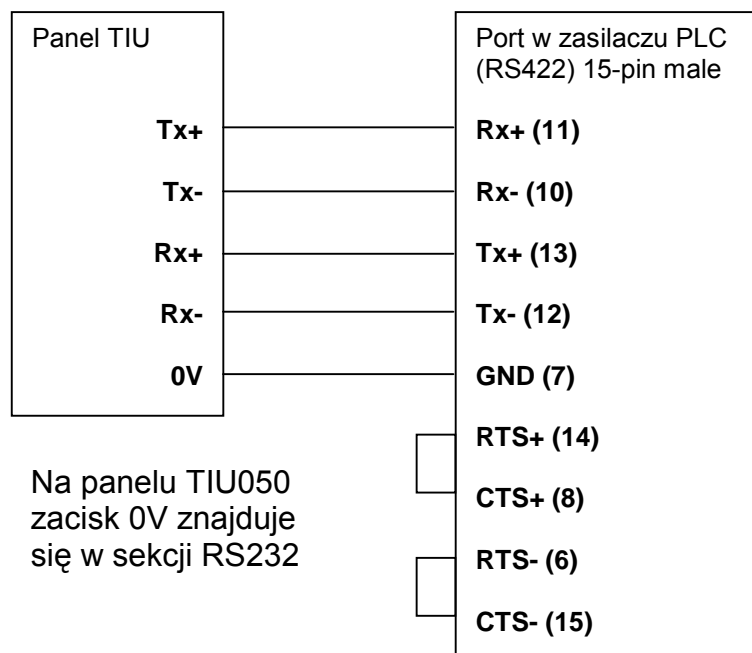 Panel TIU
Tx+
Tx-
Rx+
Rx-
0V
Na panelu TIU050
zacisk 0V znajduje
się w sekcji RS232
Port w zasilaczu PLC
(RS422) 15-pin male
Rx+ (11)
Rx- (10)
Tx+ (13)
Tx- (12)
GND (7)
RTS+ (14)
CTS+ (8)
RTS- (6)
CTS- (15)